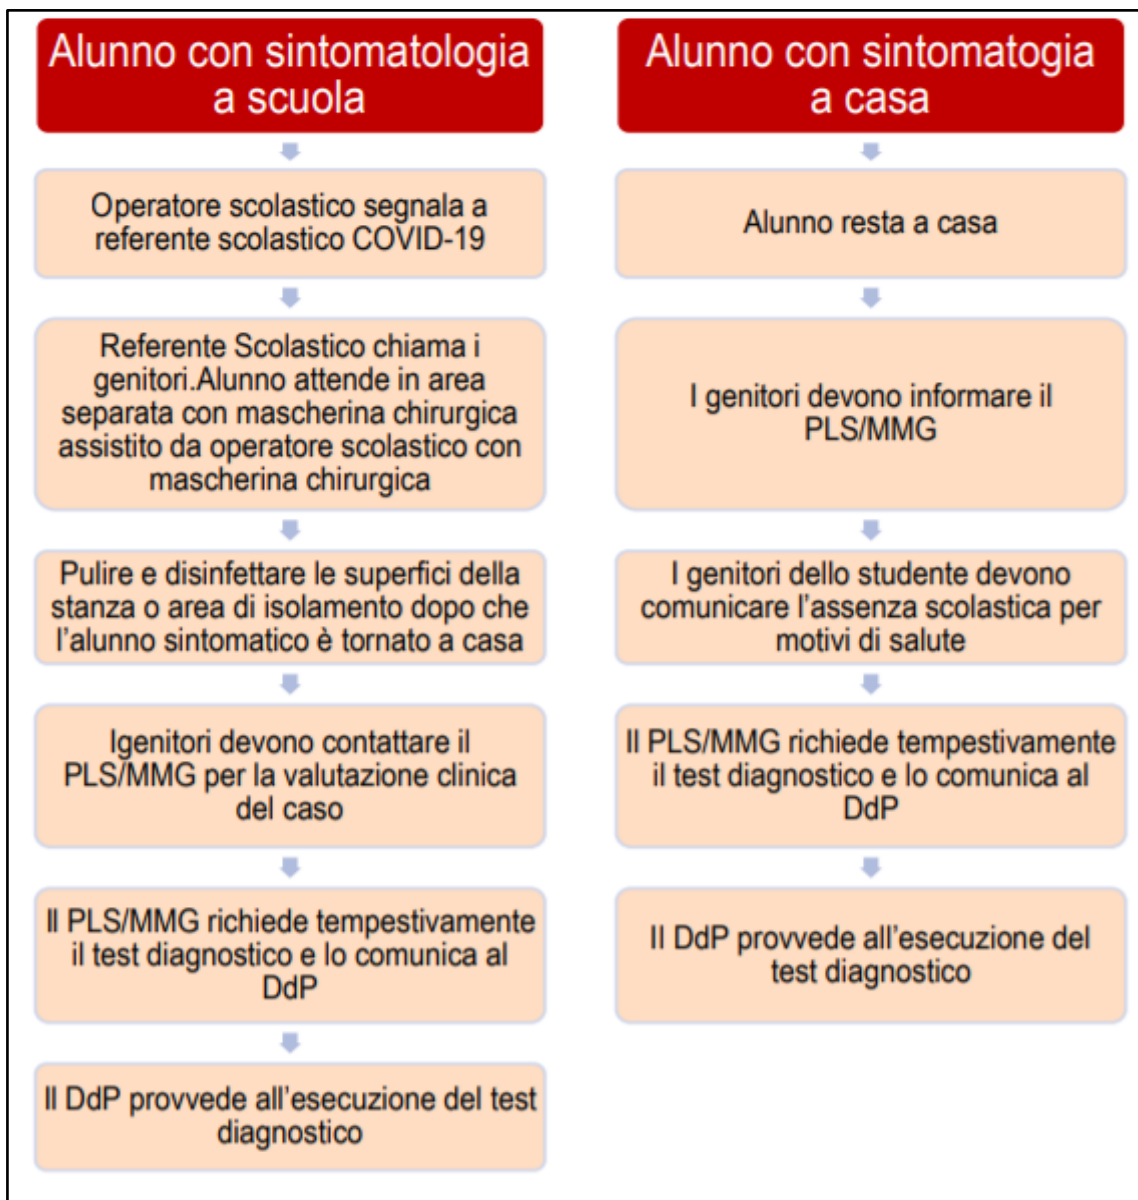 Alunno con sintomatologia
a scuola
Operatore scolastico segnala a
referente scolastico COVID-19
Referente Scolastico chiama i
genitori.Alunno attende in area
separata con mascherina chirurgica
assistito da operatore scolastico con
mascherina chirurgica
Pulire e disinfettare le superfici della
stanza o area di isolamento dopo che
l'alunno sintomatico è tornato a casa
Igenitori devono contattare il
PLS/MMG per la valutazione clinica
del caso
Il PLS/MMG richiede tempestivamente
il test diagnostico e lo comunica al
DdP
Il DdP provvede all'esecuzione del test
diagnostico
Alunno con sintomatogia
a casa
Alunno resta a casa
I genitori devono informare il
PLS/MMG
I genitori dello studente devono
comunicare l'assenza scolastica per
motivi di salute
Il PLS/MMG richiede tempestivamente
il test diagnostico e lo comunica al
DdP
Il DdP provvede all'esecuzione del
test diagnostico